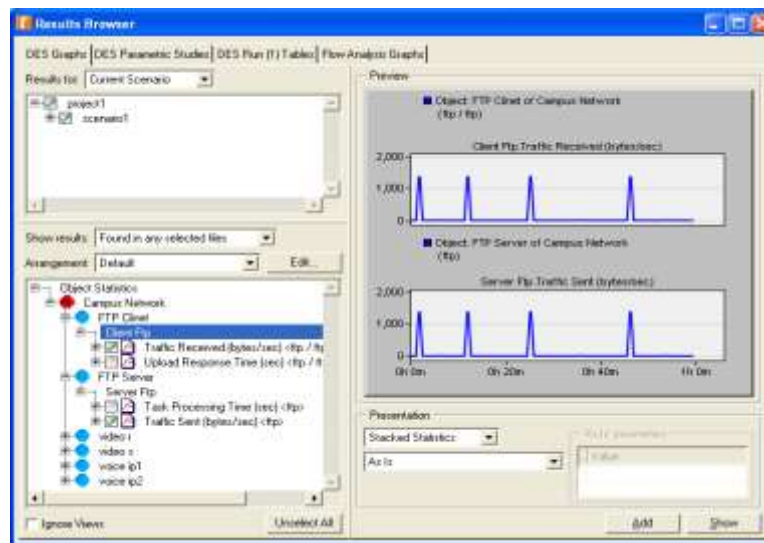 Results Browser
DES Graphs DES Parametric Studies DES Run (1) Tables Flow Analysis Graphs
Results for: Current Scenario
project1
scenario1
Show results: Found in any selected files
Arrangement: Default Edit...
Object Statistics
Campus Network
FTP Clinet
Client Ftp
Traffic Received (bytes/sec) <ftp / ft
Upload Response Time (sec) <ftp / ft
FTP Server
Server Ftp
Task Processing Time (sec) <ftp>
Traffic Sent (bytes/sec) <ftp>
video r
video s
voice ip1
voice ip2
Ignore Views Unselect All
Preview
Object: FTP Clinet of Campus Network
(ftp / ftp)
Client Ftp.Traffic Received (bytes/sec)
2,000
1,000
0
Object: FTP Server of Campus Network
(ftp)
Server Ftp.Traffic Sent (bytes/sec)
2,000
1,000
0
0h 0m 0h 20m 0h 40m 1h 0m
Presentation
Stacked Statistics
As Is
Value
Add Show